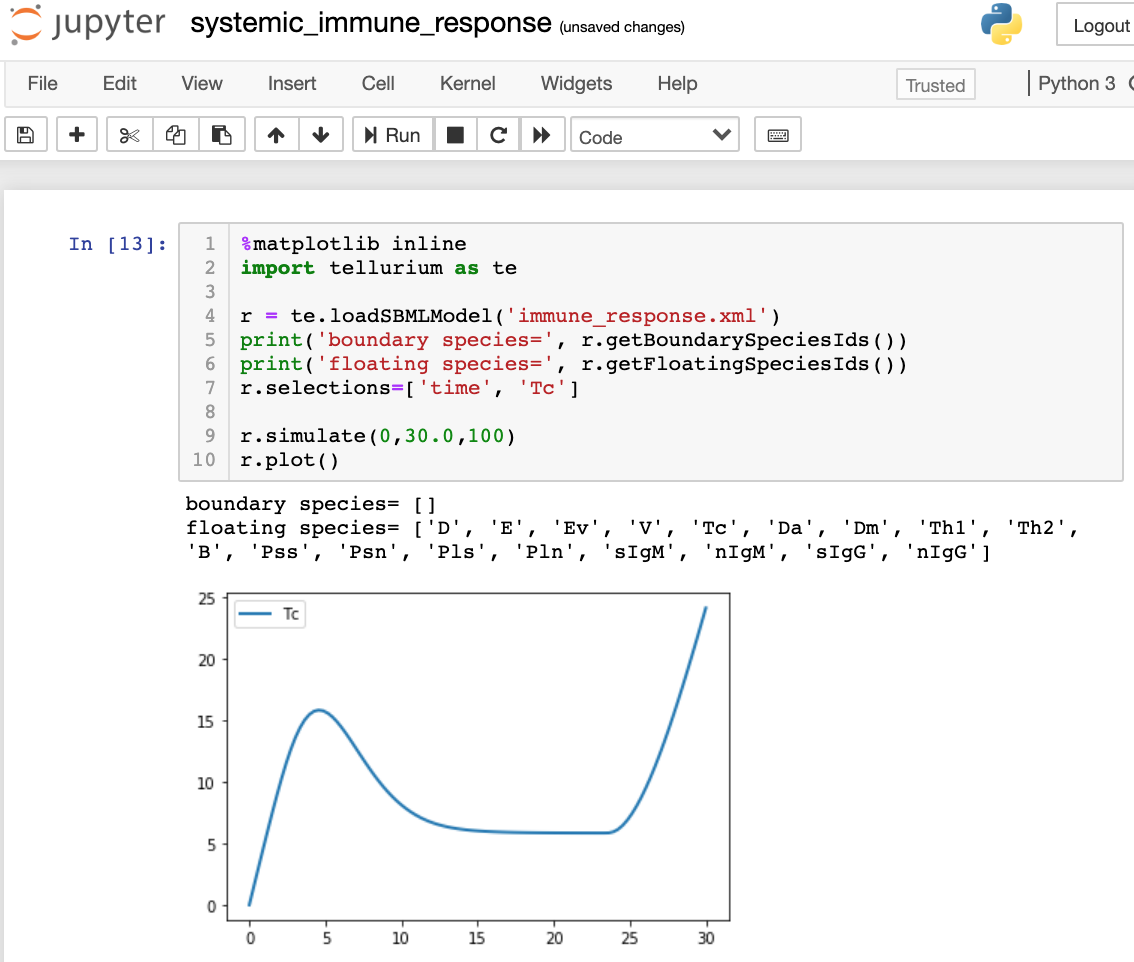 jupyter systemic_immune_response (unsaved changes) Logout
File Edit View Insert Cell Kernel Widgets Help Trusted Python 3
Run Code
In [13]:
1 %matplotlib inline
2 import tellurium as te
3
4 r = te.loadSBMLModel('immune_response.xml')
5 print('boundary species=', r.getBoundarySpeciesIds())
6 print('floating species=', r.getFloatingSpeciesIds())
7 r.selections=['time', 'Tc']
8
9 r.simulate(0,30.0,100)
10 r.plot()
boundary species= []
floating species= ['D', 'E', 'Ev', 'V', 'Tc', 'Da', 'Dm', 'Th1', 'Th2',
'B', 'Pss', 'Psn', 'Pls', 'Pln', 'sIgM', 'nIgM', 'sIgG', 'nIgG']
25
Tc
20
15
10
5
0
0 5 10 15 20 25 30